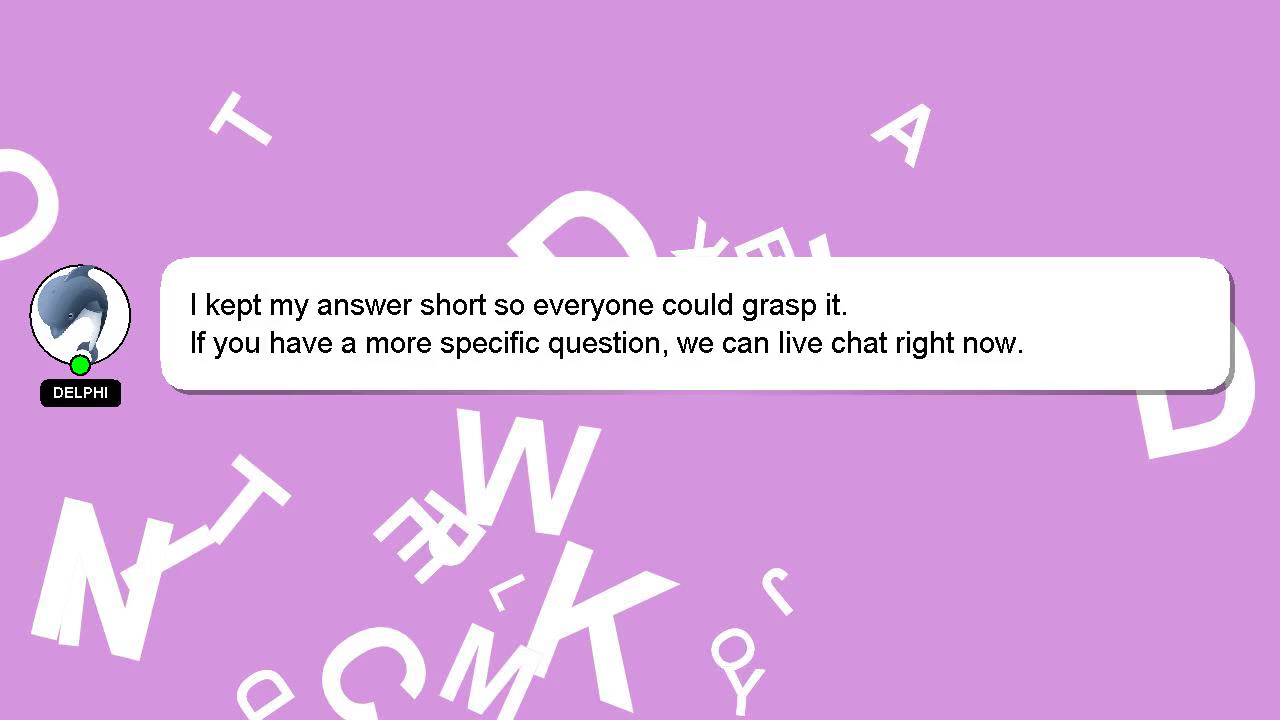 T
A
D
K
E
I kept my answer short so everyone could grasp it.
If you have a more specific question, we can live chat right now.
DELPHI
D
W
T
N
Y
E
R
L
K
J
M
C
O
Y
D